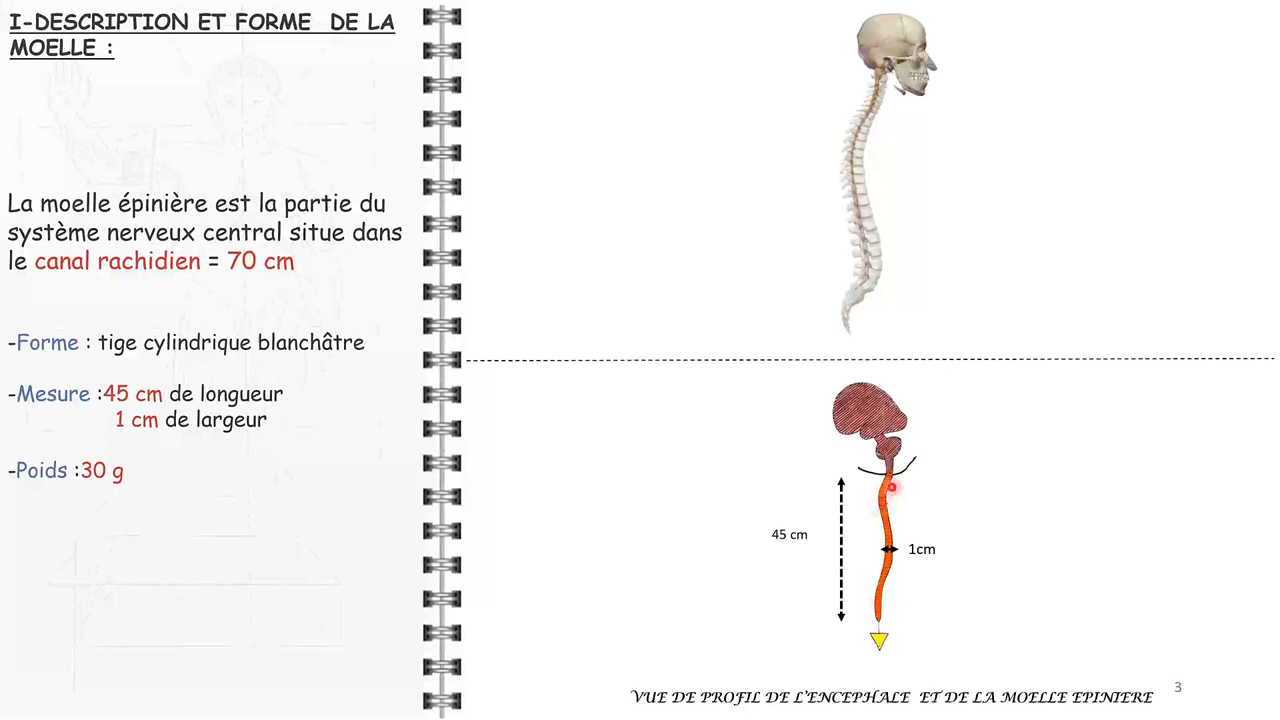 I-DESCRIPTION ET FORME DE LA
MOELLE :
La moelle épinière est la partie du
système nerveux central situe dans
le canal rachidien = 70 cm
-Forme : tige cylindrique blanchâtre
-Mesure :45 cm de longueur
1 cm de largeur
-Poids :30 g
45 cm
1cm
VUE DE PROFIL DE L'ENCEPHALE ET DE LA MOELLE EPINIERE
3